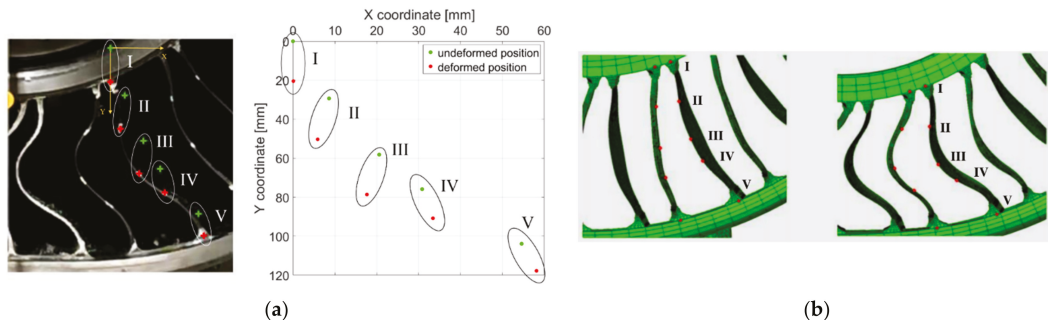 X
Y
I
II
III
IV
V
X coordinate [mm]
0 10 20 30 40 50 60
Y coordinate [mm]
0
20
40
60
80
100
120
undeformed position
deformed position
I
II
III
IV
V
I
II
III
IV
V
I
II
III
IV
V
(a)
(b)